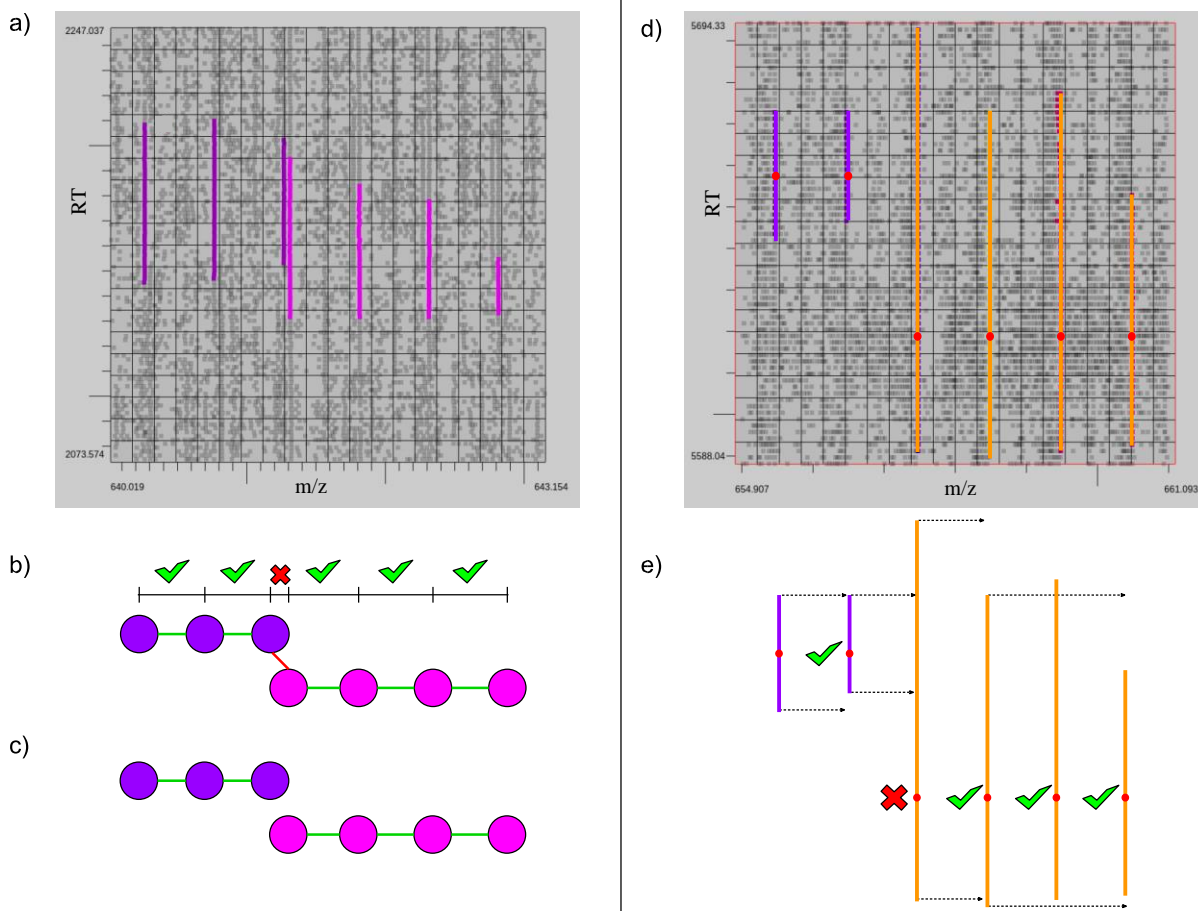 a)
2247.037
RT
2073.574
640.019
m/z
643.154
b)
c)
d)
5694.33
RT
5588.04
654.907
m/z
661.093
e)